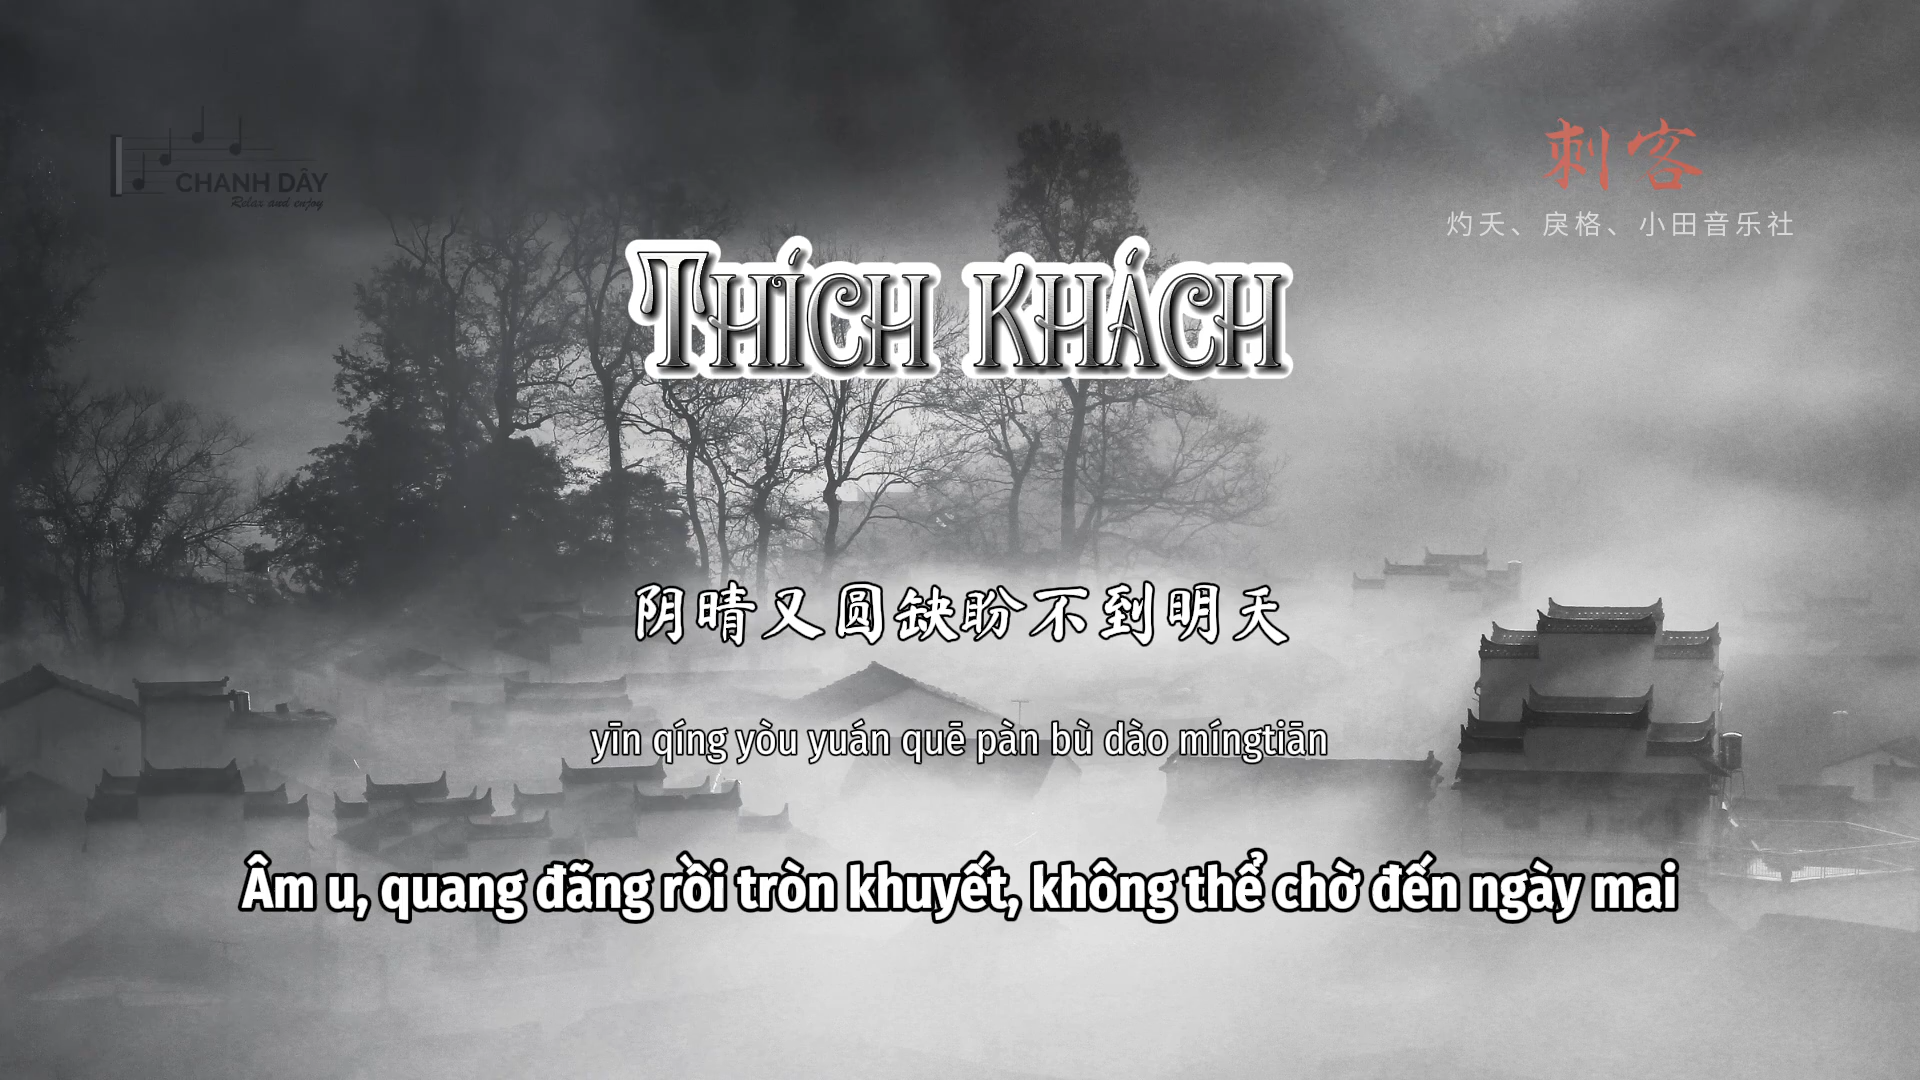 CHANH DÂY
Relax and enjoy
刺客
灼夭、戾格、小田音乐社
Thích khách
阴晴又圆缺盼不到明天
yīn qíng yòu yuán quē pàn bù dào míngtiān
Âm u, quang đãng rồi tròn khuyết, không thể chờ đến ngày mai